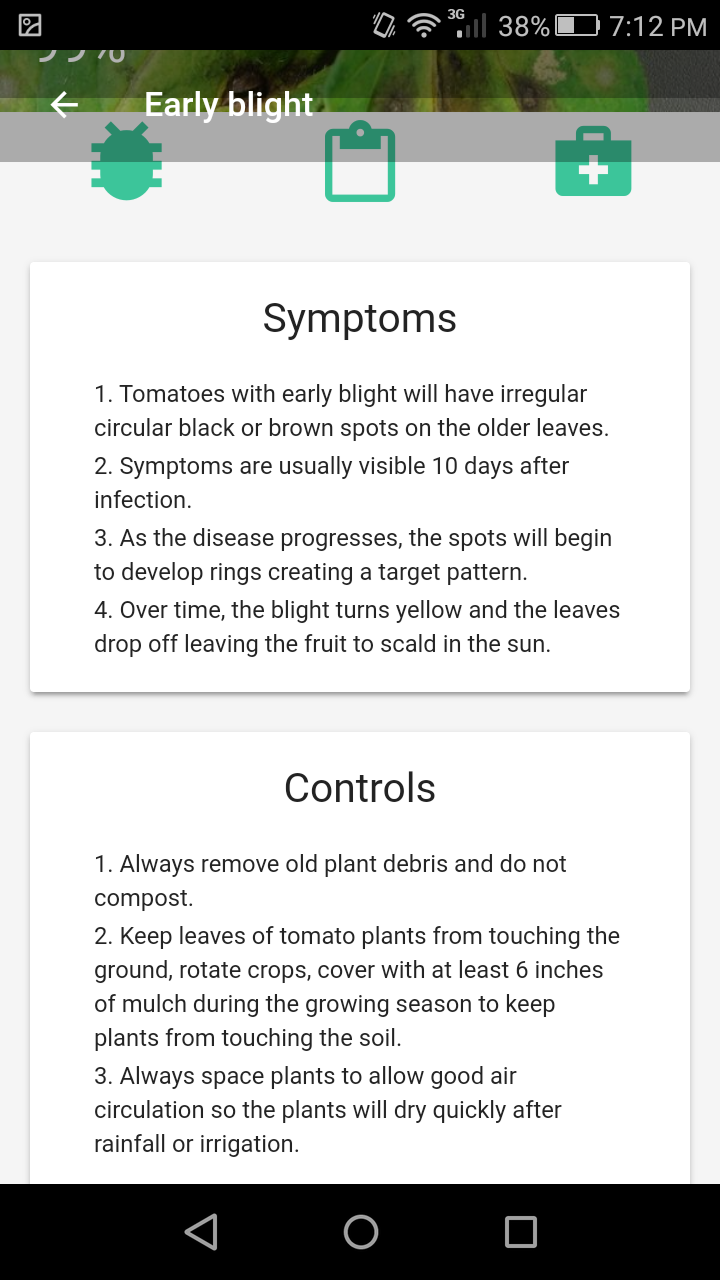 3G 38% 7:12 PM
Early blight
Symptoms
1. Tomatoes with early blight will have irregular
circular black or brown spots on the older leaves.
2. Symptoms are usually visible 10 days after
infection.
3. As the disease progresses, the spots will begin
to develop rings creating a target pattern.
4. Over time, the blight turns yellow and the leaves
drop off leaving the fruit to scald in the sun.
Controls
1. Always remove old plant debris and do not
compost.
2. Keep leaves of tomato plants from touching the
ground, rotate crops, cover with at least 6 inches
of mulch during the growing season to keep
plants from touching the soil.
3. Always space plants to allow good air
circulation so the plants will dry quickly after
rainfall or irrigation.